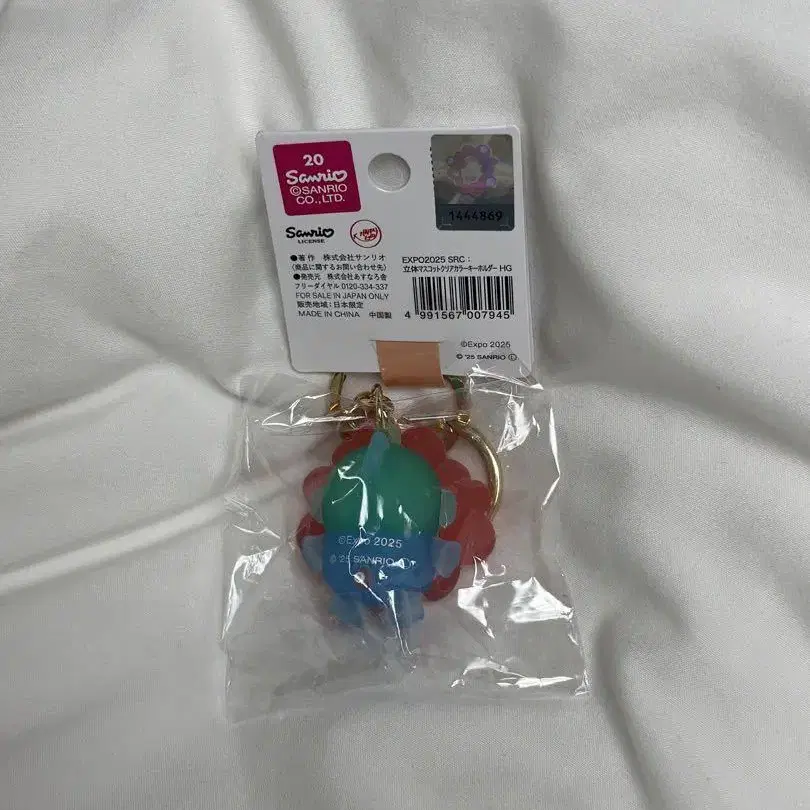 20
Sanrio
©SANRIO
CO.,LTD.
1444869
Sanrio
LICENSE
EXPO2025 SRC：
立体マスコットクリアカラーキーホルダー HG
●著作 株式会社サンリオ
(商品に関するお問い合わせ先)
●発売元 株式会社あすなろ舎
フリーダイヤル 0120-334-337
FOR SALE IN JAPAN ONLY
販売地域：日本限定
MADE IN CHINA 中国製
4 991567 007945
©Expo 2025
© '25 SANRIO Ⓛ
©Expo 2025
© '25 SANRIO Ⓛ